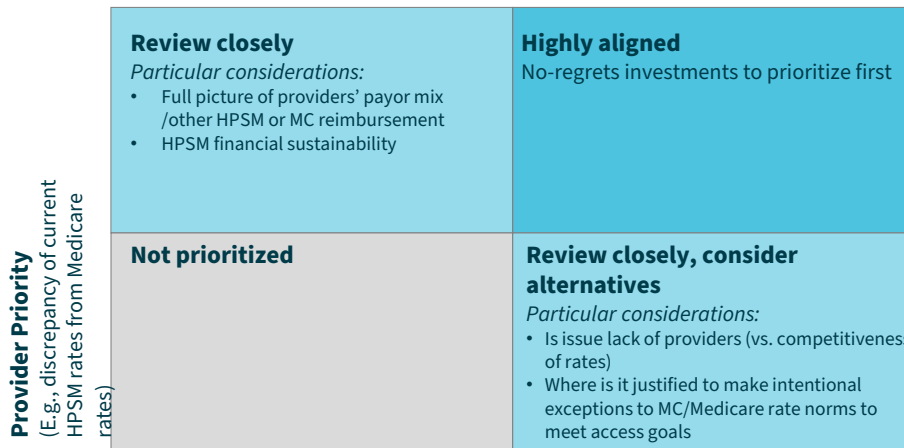 Review closely
Particular considerations:
• Full picture of providers’ payor mix
/other HPSM or MC reimbursement
• HPSM financial sustainability
Highly aligned
No-regrets investments to prioritize first
Provider Priority
(E.g., discrepancy of current
HPSM rates from Medicare
rates)
Not prioritized
Review closely, consider
alternatives
Particular considerations:
• Is issue lack of providers (vs. competitiveness
of rates)
• Where is it justified to make intentional
exceptions to MC/Medicare rate norms to
meet access goals